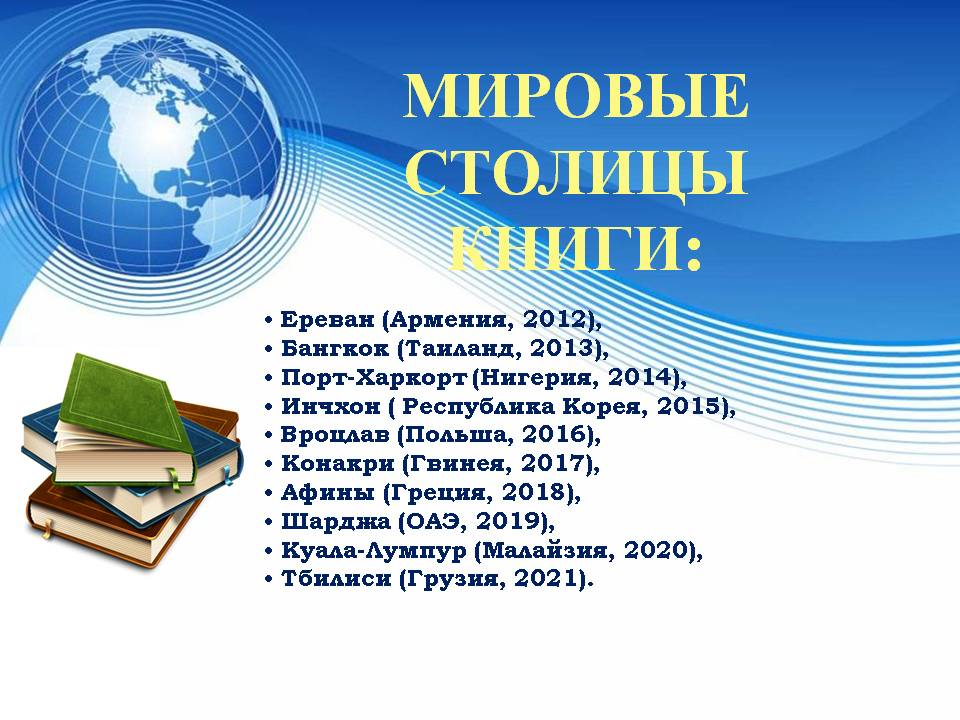 МИРОВЫЕ
СТОЛИЦЫ
КНИГИ:
• Ереван (Армения, 2012),
• Бангкок (Таиланд, 2013),
• Порт-Харкорт (Нигерия, 2014),
• Инчхон ( Республика Корея, 2015),
• Вроцлав (Польша, 2016),
• Конакри (Гвинея, 2017),
• Афины (Греция, 2018),
• Шарджа (ОАЭ, 2019),
• Куала-Лумпур (Малайзия, 2020),
• Тбилиси (Грузия, 2021).